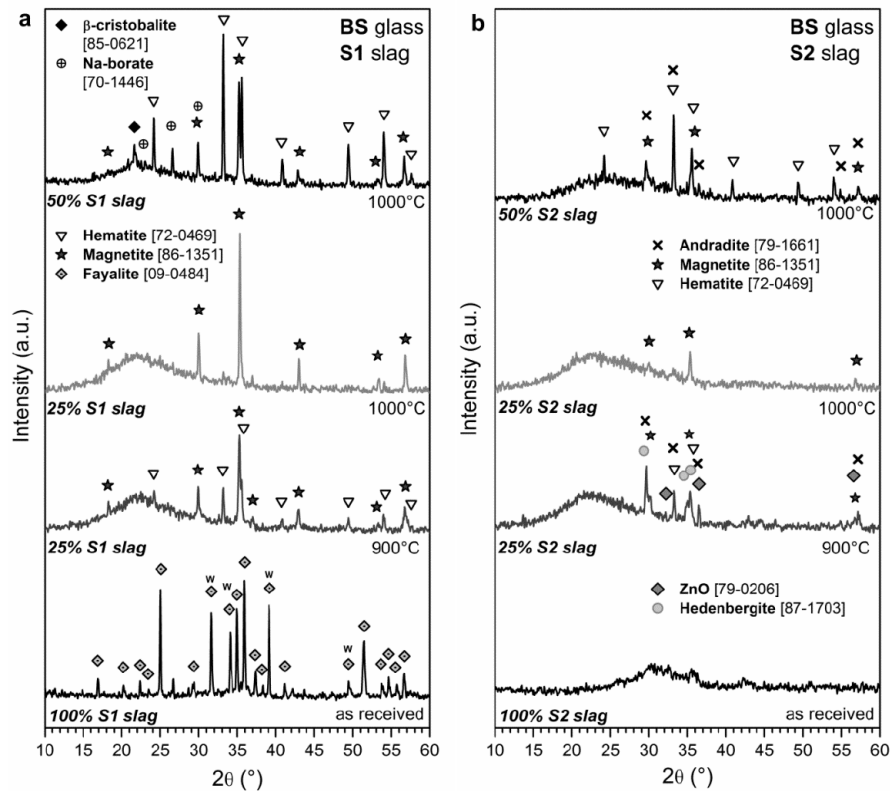 a
β-cristobalite
[85-0621]
Na-borate
[70-1446]
BS glass
S1 slag
50% S1 slag
1000°C
Hematite [72-0469]
Magnetite [86-1351]
Fayalite [09-0484]
25% S1 slag
1000°C
25% S1 slag
900°C
w
w
w
w
100% S1 slag
as received
10 15 20 25 30 35 40 45 50 55 60
2θ (°)
Intensity (a.u.)
b
BS glass
S2 slag
50% S2 slag
1000°C
Andradite [79-1661]
Magnetite [86-1351]
Hematite [72-0469]
25% S2 slag
1000°C
25% S2 slag
900°C
ZnO [79-0206]
Hedenbergite [87-1703]
100% S2 slag
as received
10 15 20 25 30 35 40 45 50 55 60
2θ (°)
Intensity (a.u.)